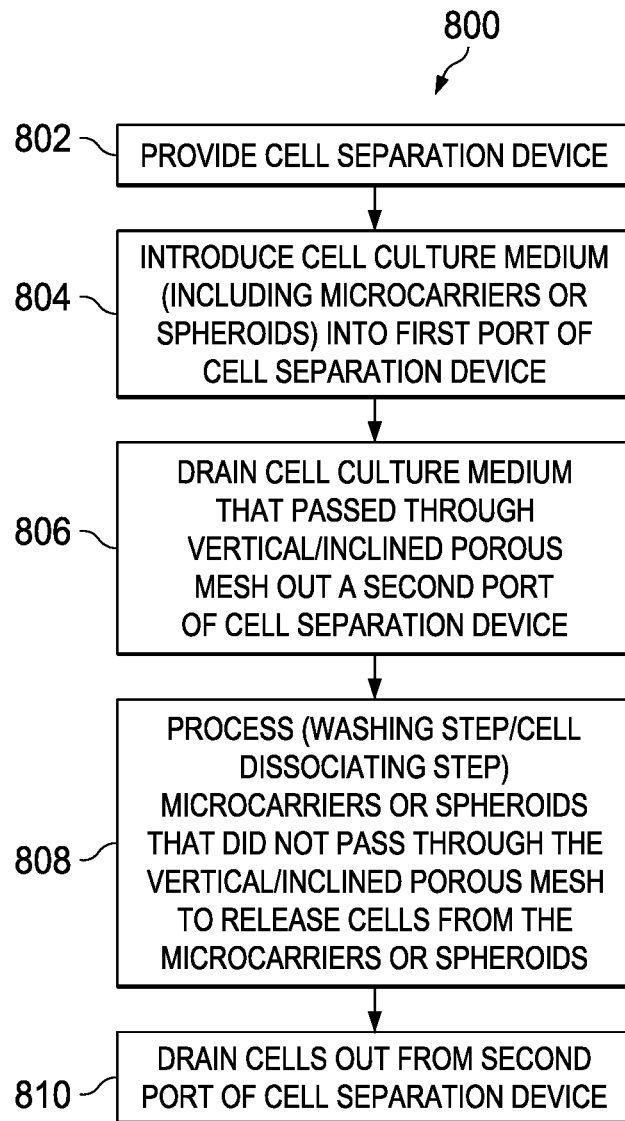 800
802
PROVIDE CELL SEPARATION DEVICE
804
INTRODUCE CELL CULTURE MEDIUM
(INCLUDING MICROCARRIERS OR
SPHEROIDS) INTO FIRST PORT OF
CELL SEPARATION DEVICE
806
DRAIN CELL CULTURE MEDIUM
THAT PASSED THROUGH
VERTICAL/INCLINED POROUS
MESH OUT A SECOND PORT
OF CELL SEPARATION DEVICE
808
PROCESS (WASHING STEP/CELL
DISSOCIATING STEP)
MICROCARRIERS OR SPHEROIDS
THAT DID NOT PASS THROUGH THE
VERTICAL/INCLINED POROUS MESH
TO RELEASE CELLS FROM THE
MICROCARRIERS OR SPHEROIDS
810
DRAIN CELLS OUT FROM SECOND
PORT OF CELL SEPARATION DEVICE